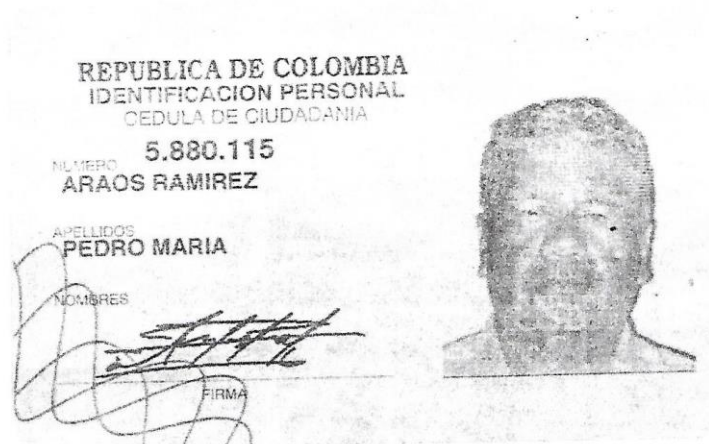 REPUBLICA DE COLOMBIA
IDENTIFICACION PERSONAL
CEDULA DE CIUDADANIA
NUMERO 5.880.115
ARAOS RAMIREZ
APELLIDOS
PEDRO MARIA
NOMBRES
FIRMA